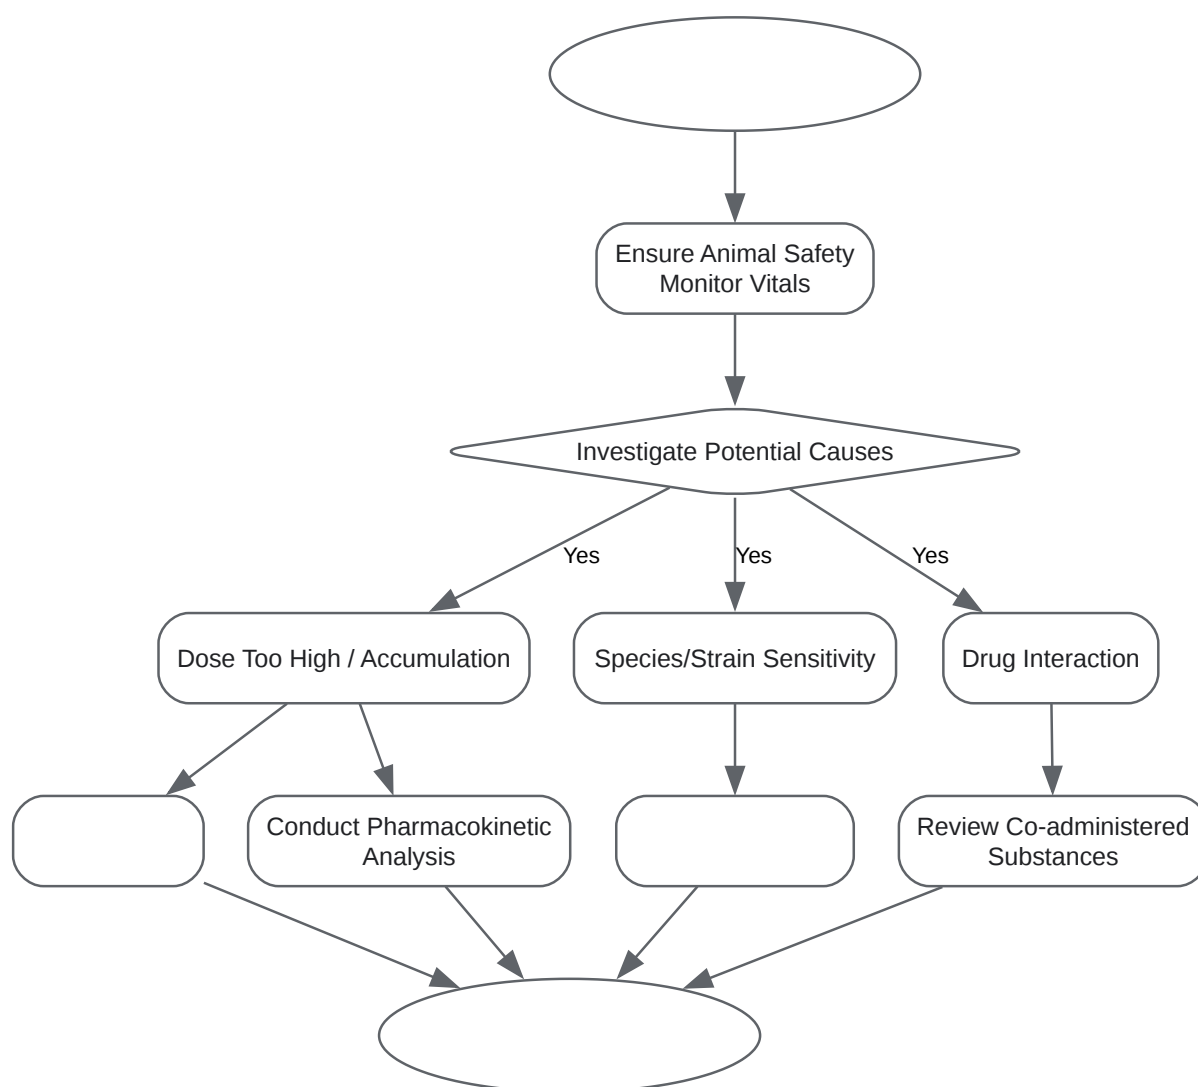 Ensure Animal Safety
Monitor Vitals
Investigate Potential Causes
Yes
Yes
Yes
Dose Too High / Accumulation
Species/Strain Sensitivity
Drug Interaction
Conduct Pharmacokinetic
Analysis
Review Co-administered
Substances